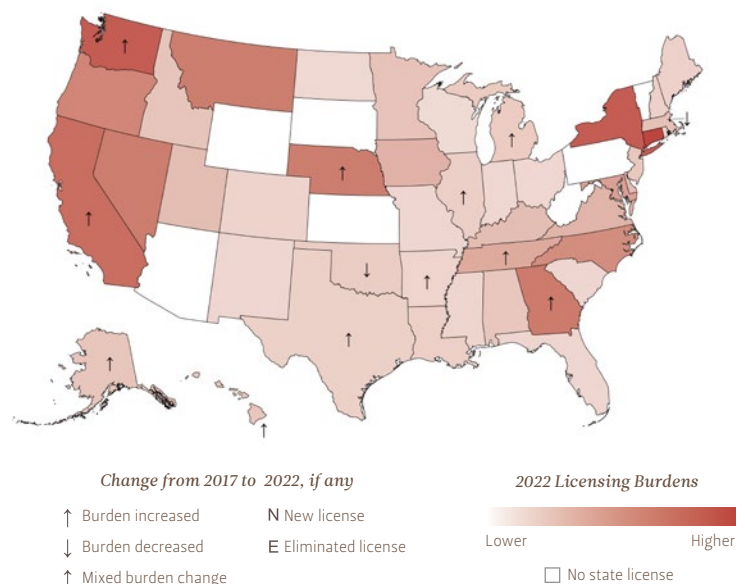 Change from 2017 to 2022, if any
↑ Burden increased
↓ Burden decreased
↑ Mixed burden change
N New license
E Eliminated license
2022 Licensing Burdens
Lower Higher
No state license